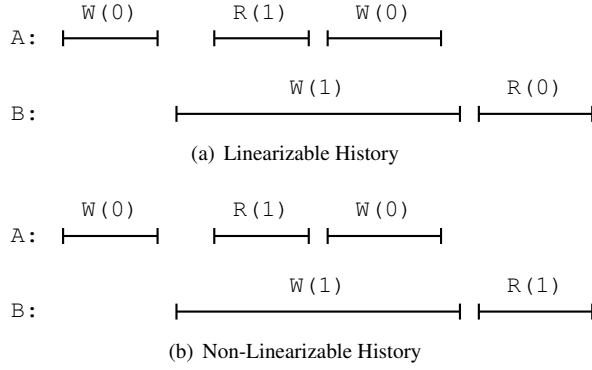 W(0) R(1) W(0)
A:
W(1) R(0)
B:
(a) Linearizable History
W(0) R(1) W(0)
A:
W(1) R(1)
B:
(b) Non-Linearizable History